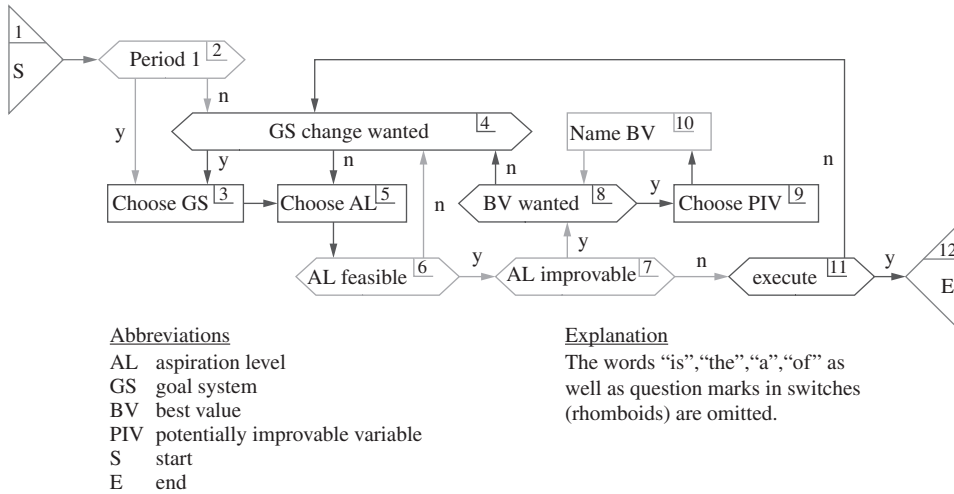 1
S
Period 1 2
y
n
GS change wanted 4
y
n
n
n
Name BV 10
n
Choose GS 3
Choose AL 5
BV wanted 8
y
Choose PIV 9
AL feasible 6
y
AL improvable 7
y
n
execute 11
y
12
E
Abbreviations
AL aspiration level
GS goal system
BV best value
PIV potentially improvable variable
S start
E end
Explanation
The words “is”,“the”,“a”,“of” as
well as question marks in switches
(rhomboids) are omitted.